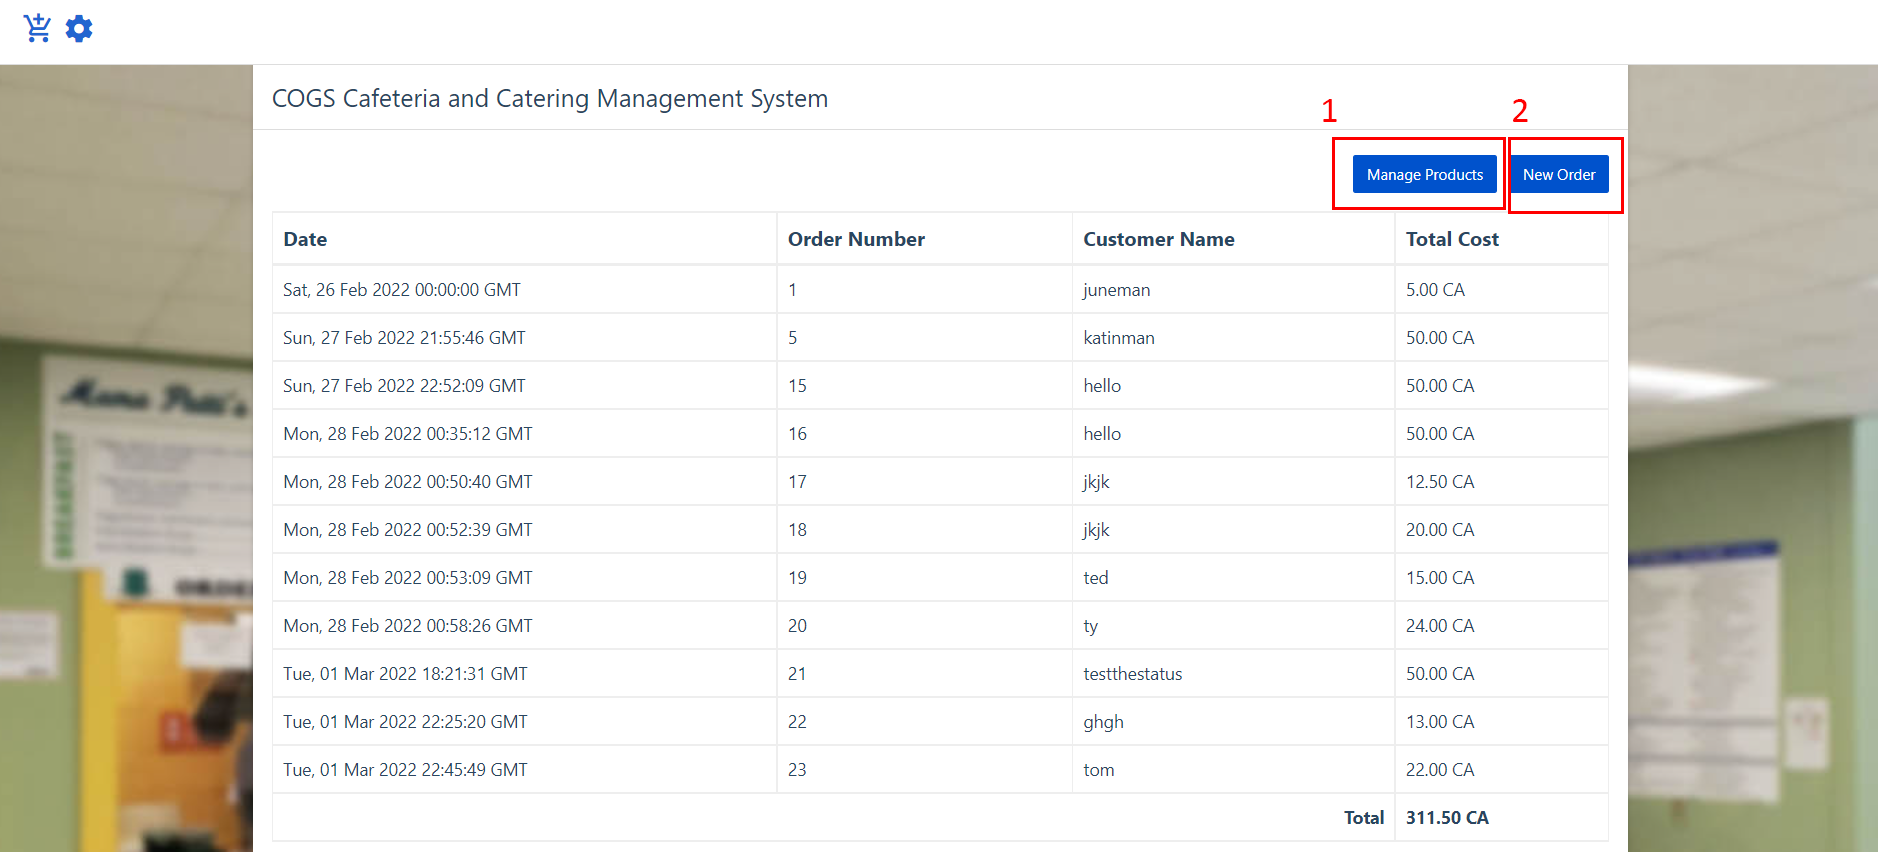 COGS Cafeteria and Catering Management System
1 2
Manage Products New Order
Date Order Number Customer Name Total Cost
Sat, 26 Feb 2022 00:00:00 GMT 1 juneman 5.00 CA
Sun, 27 Feb 2022 21:55:46 GMT 5 katinman 50.00 CA
Sun, 27 Feb 2022 22:52:09 GMT 15 hello 50.00 CA
Mon, 28 Feb 2022 00:35:12 GMT 16 hello 50.00 CA
Mon, 28 Feb 2022 00:50:40 GMT 17 jkjk 12.50 CA
Mon, 28 Feb 2022 00:52:39 GMT 18 jkjk 20.00 CA
Mon, 28 Feb 2022 00:53:09 GMT 19 ted 15.00 CA
Mon, 28 Feb 2022 00:58:26 GMT 20 ty 24.00 CA
Tue, 01 Mar 2022 18:21:31 GMT 21 testthestatus 50.00 CA
Tue, 01 Mar 2022 22:25:20 GMT 22 ghgh 13.00 CA
Tue, 01 Mar 2022 22:45:49 GMT 23 tom 22.00 CA
Total 311.50 CA
Mama Patti's
BREAKFAST